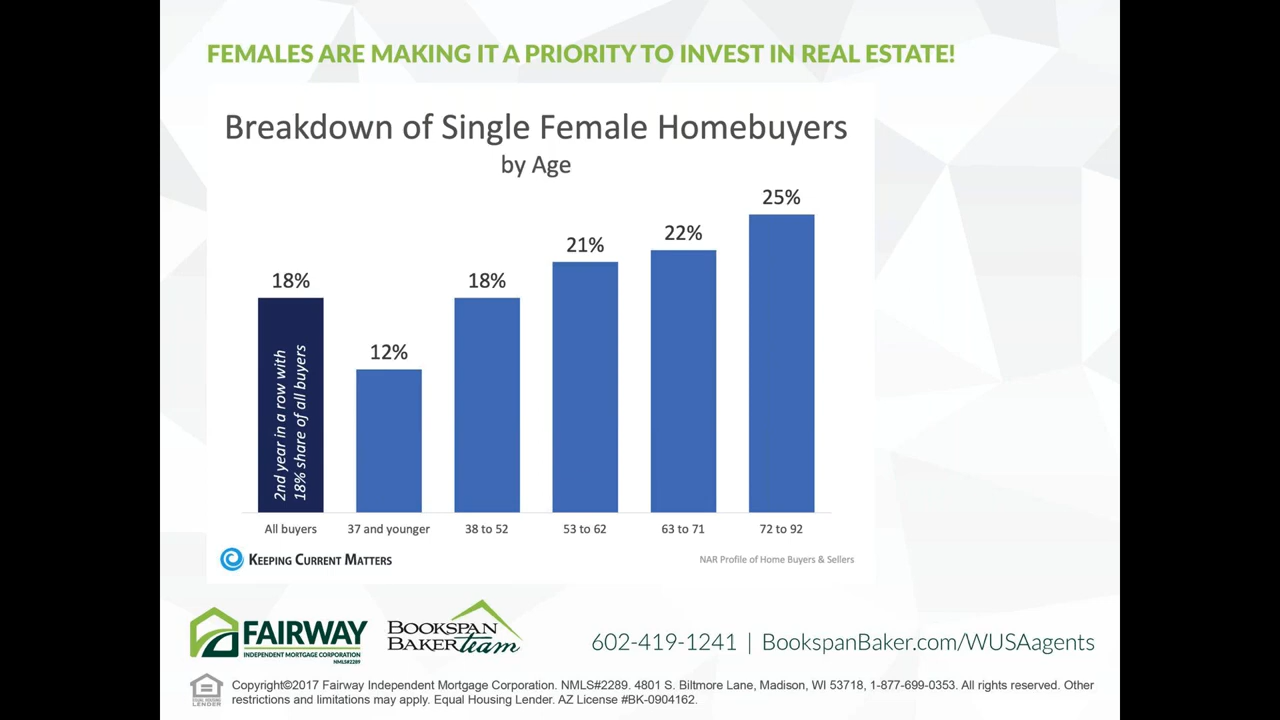 FEMALES ARE MAKING IT A PRIORITY TO INVEST IN REAL ESTATE!
Breakdown of Single Female Homebuyers
by Age
18%
12%
18%
21%
22%
25%
2nd year in a row with
18% share of all buyers
All buyers
37 and younger
38 to 52
53 to 62
63 to 71
72 to 92
KEEPING CURRENT MATTERS
NAR Profile of Home Buyers & Sellers
FAIRWAY
INDEPENDENT MORTGAGE CORPORATION
NMLS#2289
BOOKSPAN
BAKER team
602-419-1241 | BookspanBaker.com/WUSAagents
EQUAL HOUSING
LENDER
Copyright©2017 Fairway Independent Mortgage Corporation. NMLS#2289. 4801 S. Biltmore Lane, Madison, WI 53718, 1-877-699-0353. All rights reserved. Other
restrictions and limitations may apply. Equal Housing Lender. AZ License #BK-0904162.